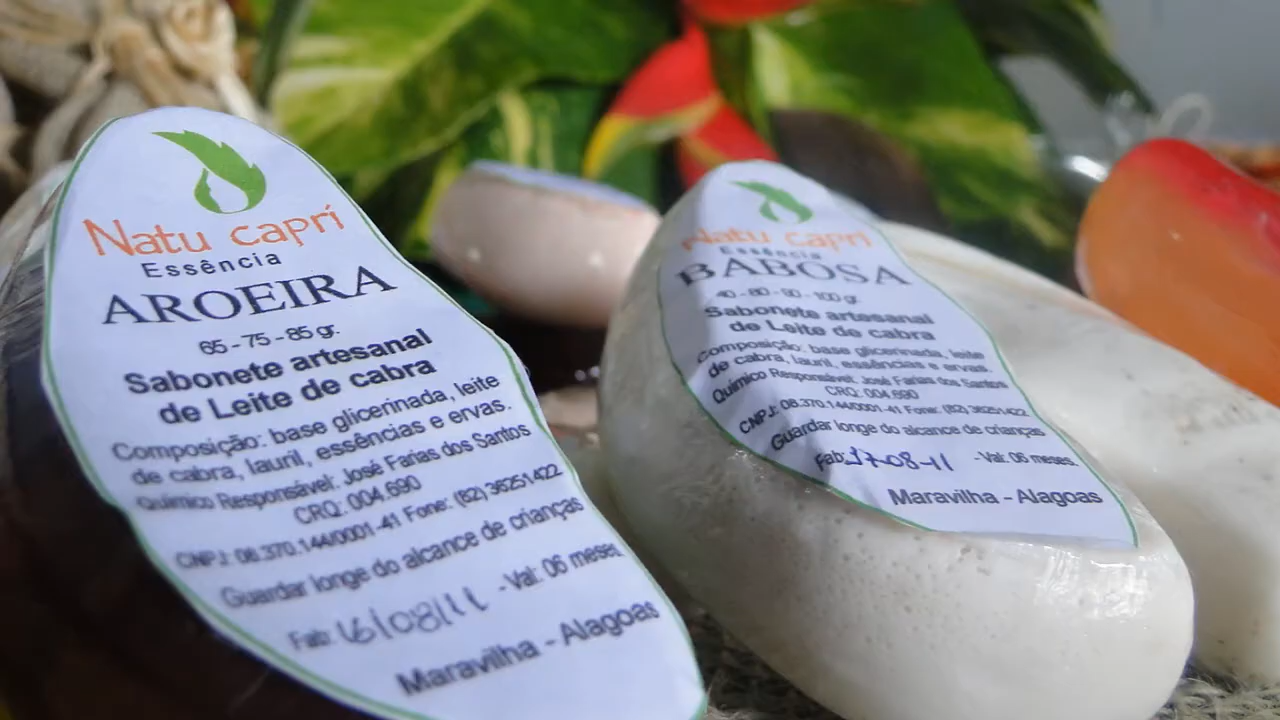 Natu caprí
Essência
AROEIRA
65 - 75 - 85 gr.
Sabonete artesanal
de Leite de cabra
Composição: base glicerinada, leite
de cabra, lauril, essências e ervas.
Químico Responsável: José Farias dos Santos
CRQ: 004.690
CNPJ: 08.370.144/0001-41 Fone: (82) 36251422
Guardar longe do alcance de crianças
Fab: 16/08/11 - Val: 06 meses.
Maravilha - Alagoas
Natu caprí
Essência
BABOSA
40 - 80 - 90 - 100 gr.
Sabonete artesanal
de Leite de cabra
Composição: base glicerinada, leite
de cabra, lauril, essências e ervas.
Químico Responsável: José Farias dos Santos
CRQ: 004.690
CNPJ: 08.370.144/0001-41 Fone: (82) 36251422
Guardar longe do alcance de crianças
Fab: 17-08-11 - Val: 06 meses.
Maravilha - Alagoas